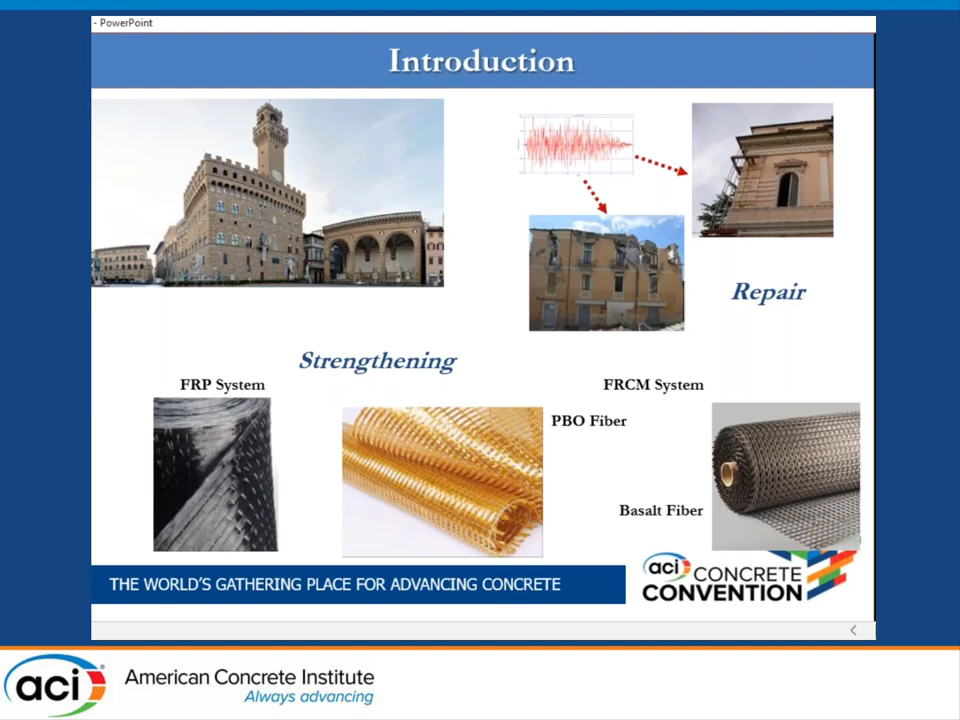 - PowerPoint
Introduction
Repair
Strengthening
FRP System
FRCM System
PBO Fiber
Basalt Fiber
THE WORLD'S GATHERING PLACE FOR ADVANCING CONCRETE
aci CONCRETE
CONVENTION
aci
American Concrete Institute
Always advancing